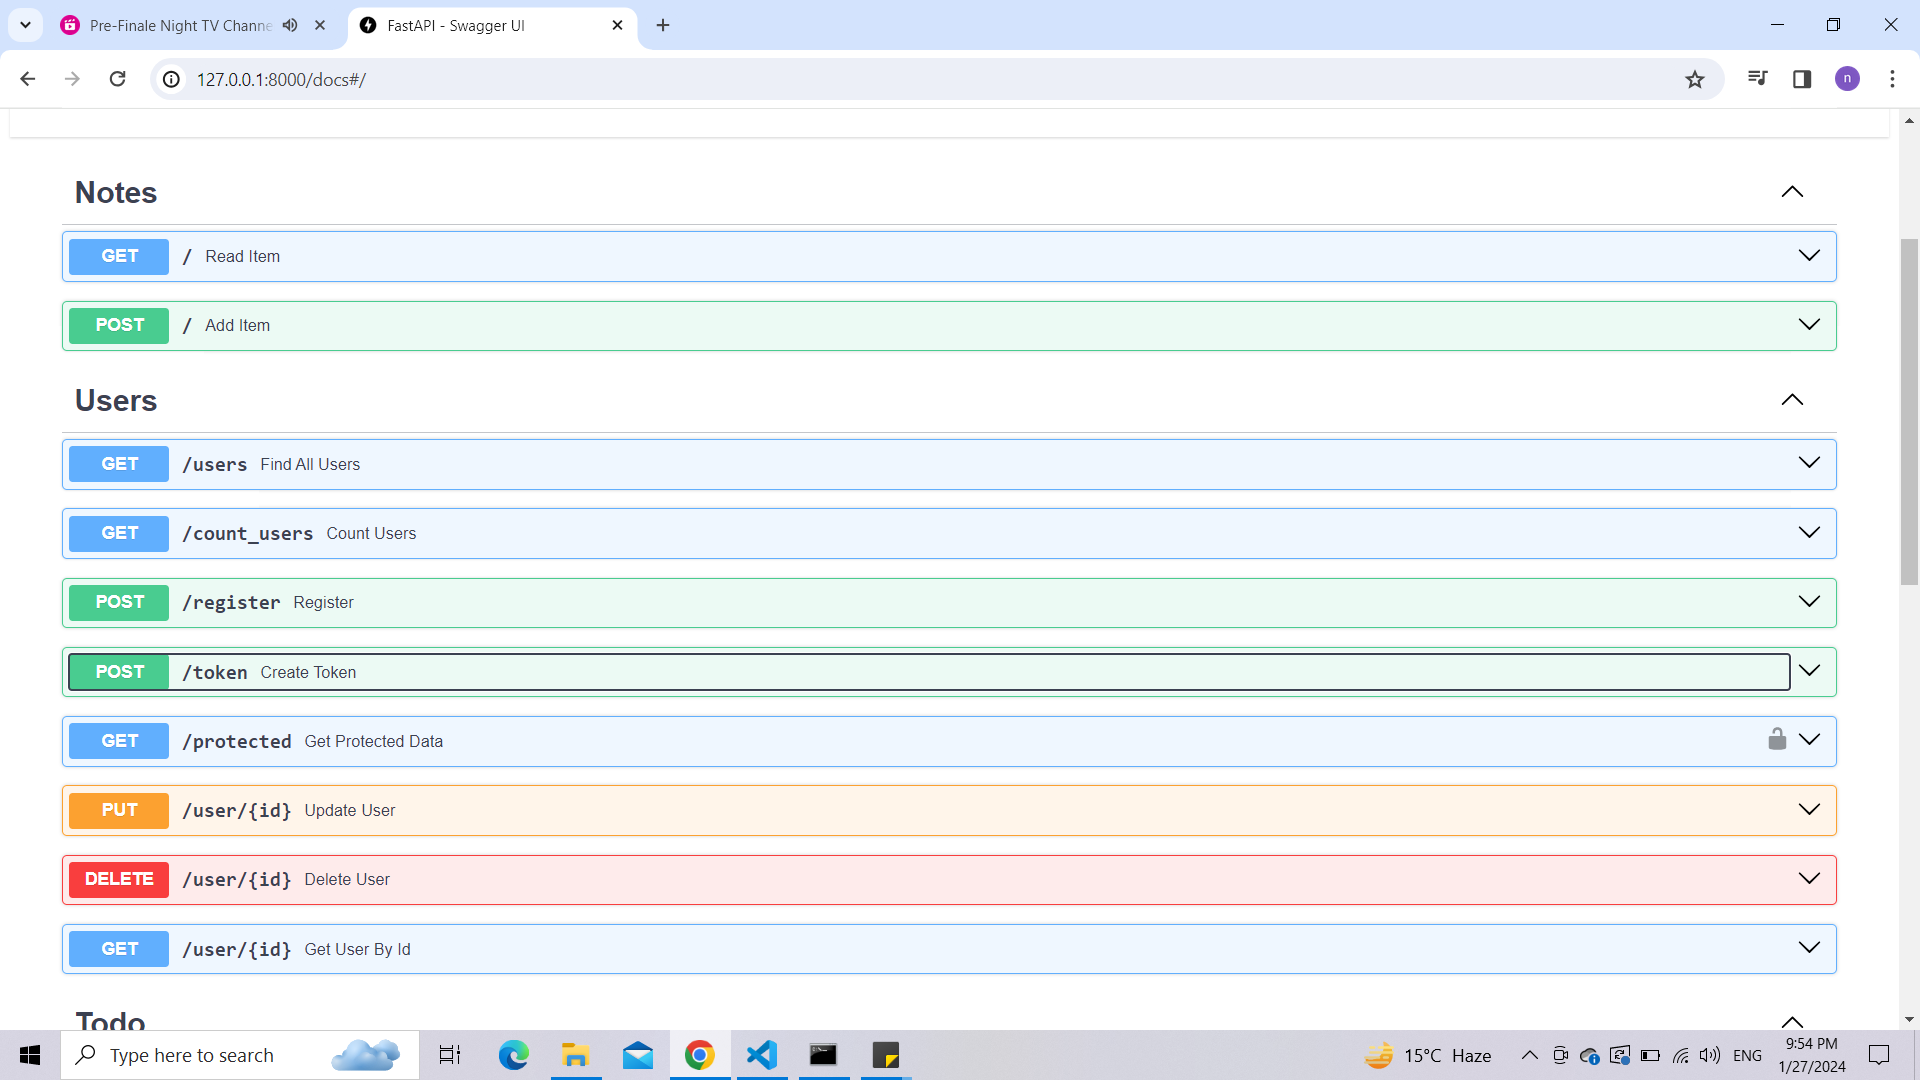 Pre-Finale Night TV Channe
FastAPI - Swagger UI
127.0.0.1:8000/docs#/
n
Notes
GET / Read Item
POST / Add Item
Users
GET /users Find All Users
GET /count_users Count Users
POST /register Register
POST /token Create Token
GET /protected Get Protected Data
PUT /user/{id} Update User
DELETE /user/{id} Delete User
GET /user/{id} Get User By Id
Todo
Type here to search
15°C Haze
ENG
9:54 PM
1/27/2024